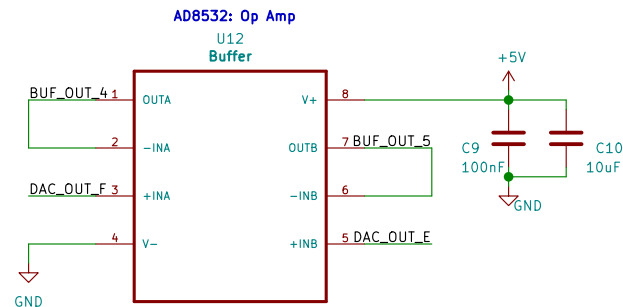 AD8532: Op Amp
U12
Buffer
+5V
BUF_OUT_4 1 OUTA V+ 8
2 -INA OUTB 7 BUF_OUT_5
C9 C10
100nF 10uF
DAC_OUT_F 3 +INA -INB 6
GND
4 V- +INB 5 DAC_OUT_E
GND